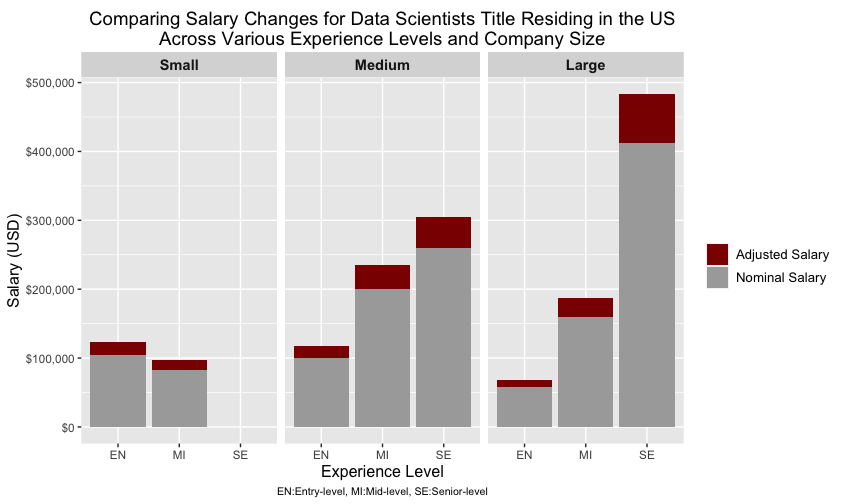 Comparing Salary Changes for Data Scientists Title Residing in the US
Across Various Experience Levels and Company Size
Small
Medium
Large
$500,000
$400,000
$300,000
$200,000
$100,000
$0
Salary (USD)
EN
MI
SE
EN
MI
SE
EN
MI
SE
Experience Level
EN:Entry-level, MI:Mid-level, SE:Senior-level
Adjusted Salary
Nominal Salary